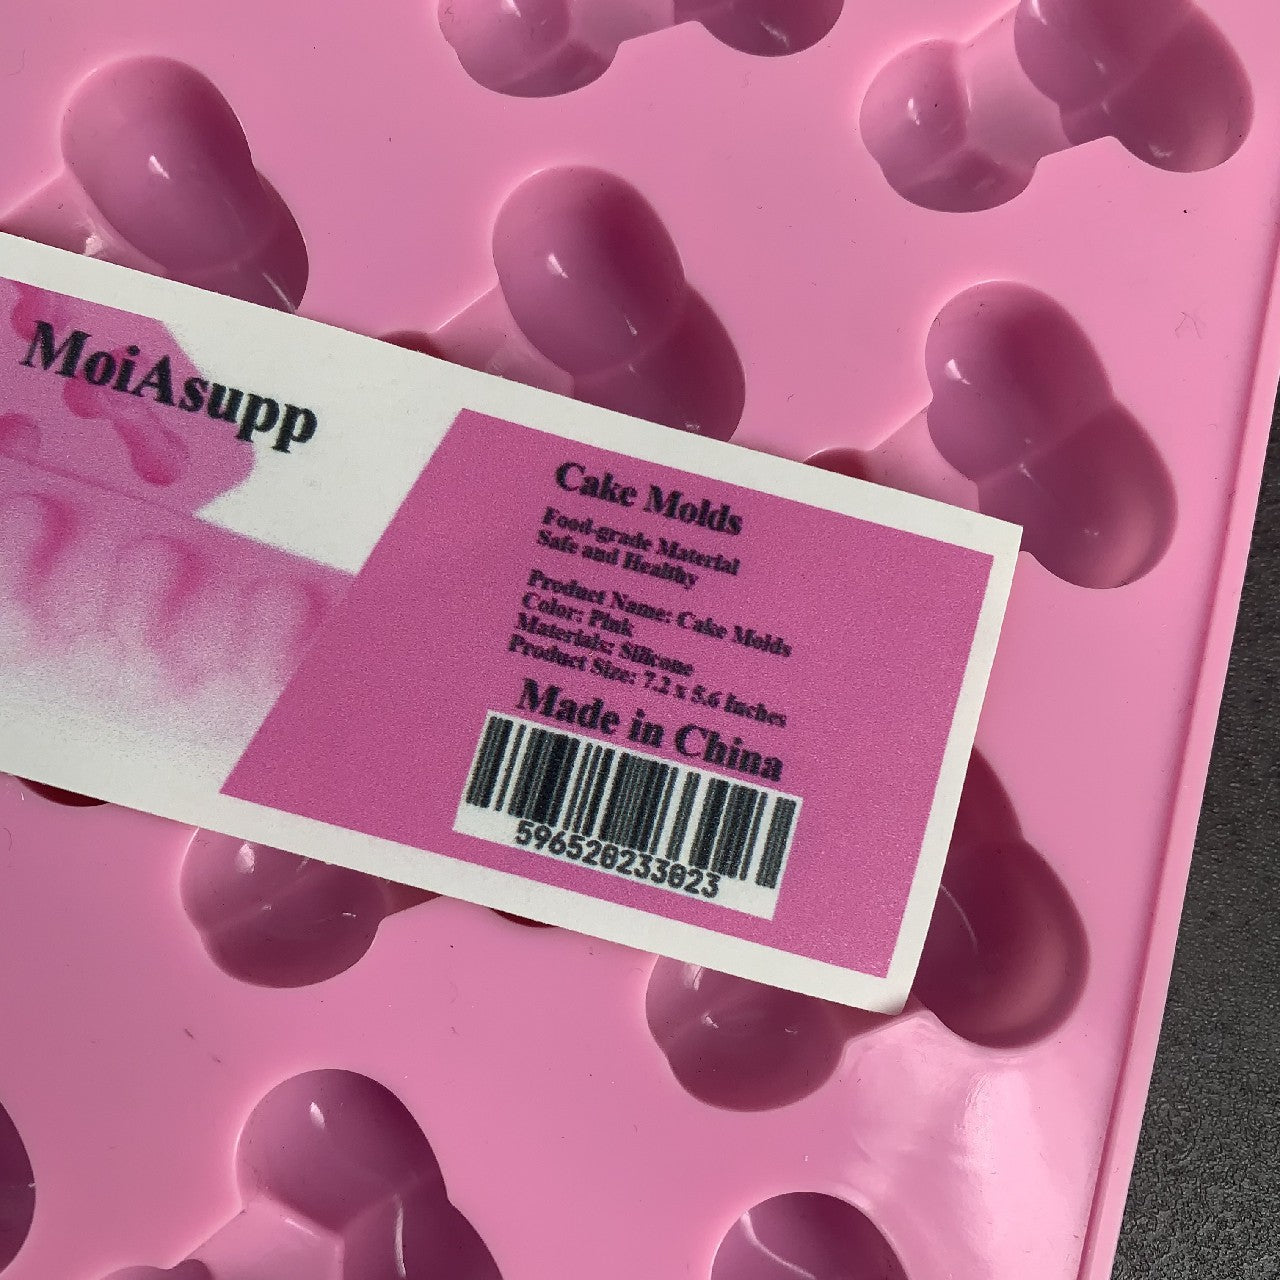 MoiAsupp
Cake Molds
Food-grade Material
Safe and Healthy
Product Name: Cake Molds
Color: Pink
Materials: Silicone
Product Size: 7.2 x 5.6 Inches
Made in China
596520233023